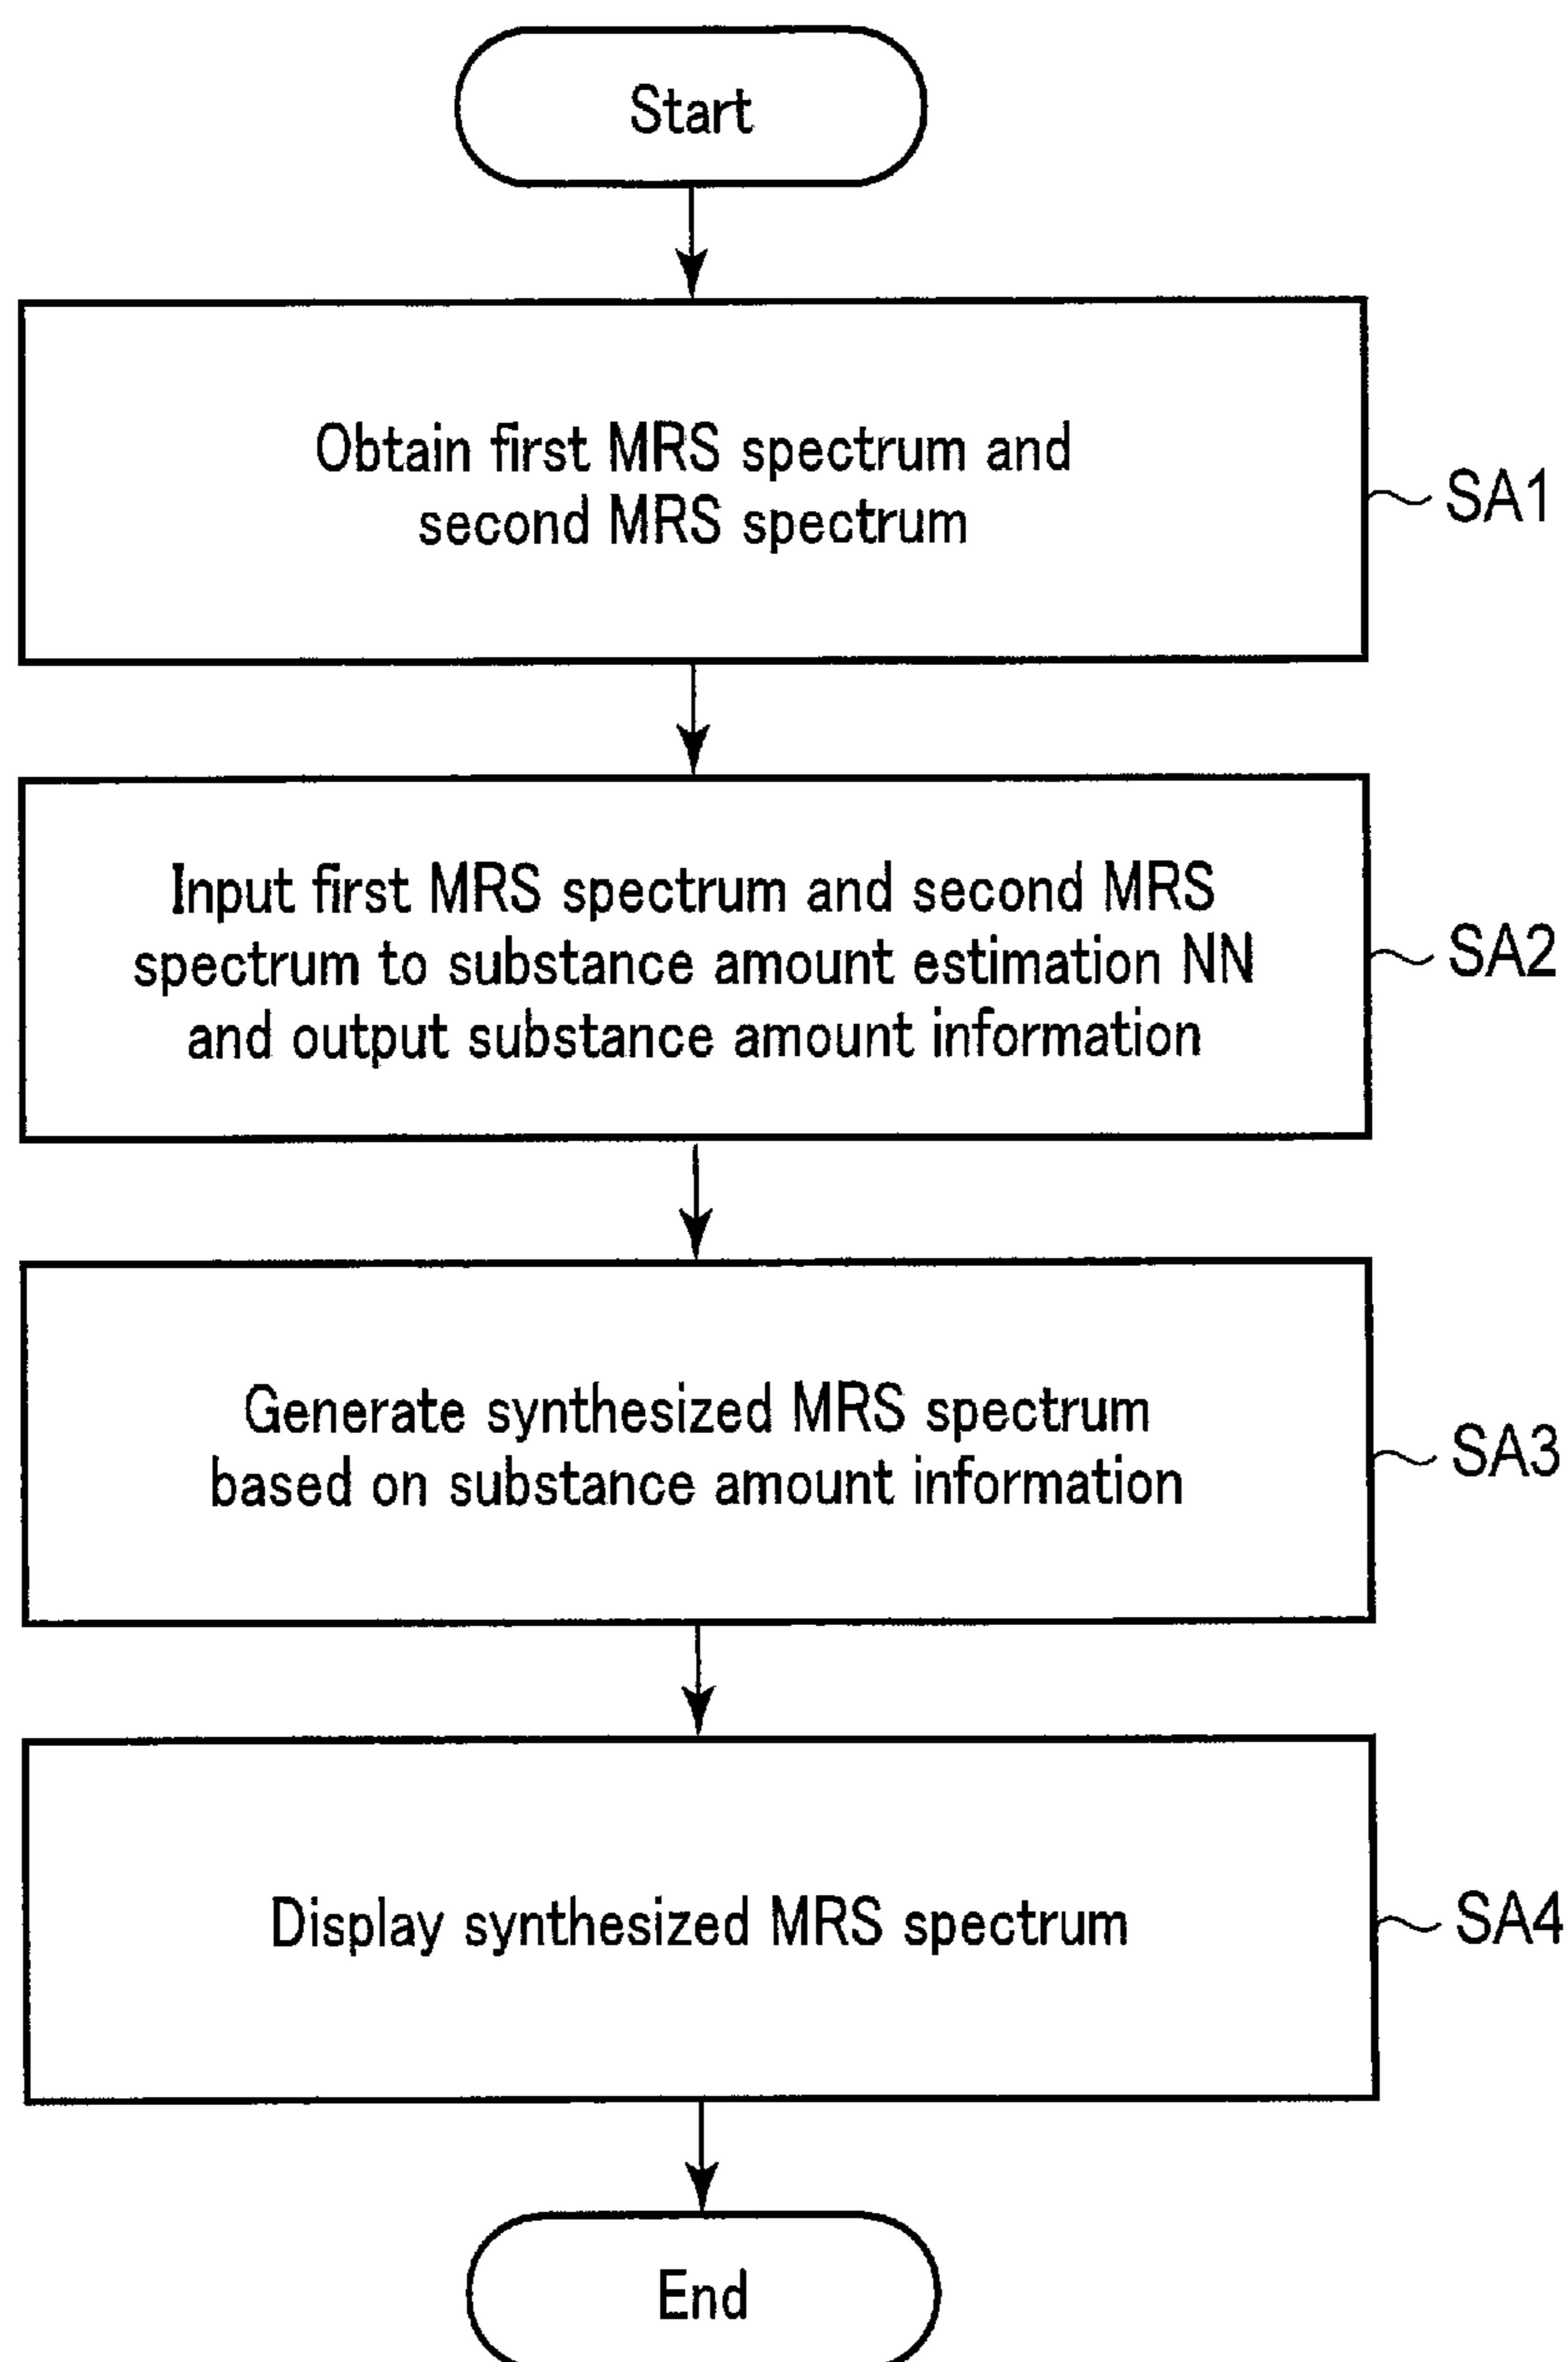 Start
Obtain first MRS spectrum and
second MRS spectrum
SA1
Input first MRS spectrum and second MRS
spectrum to substance amount estimation NN
and output substance amount information
SA2
Generate synthesized MRS spectrum
based on substance amount information
SA3
Display synthesized MRS spectrum
SA4
End